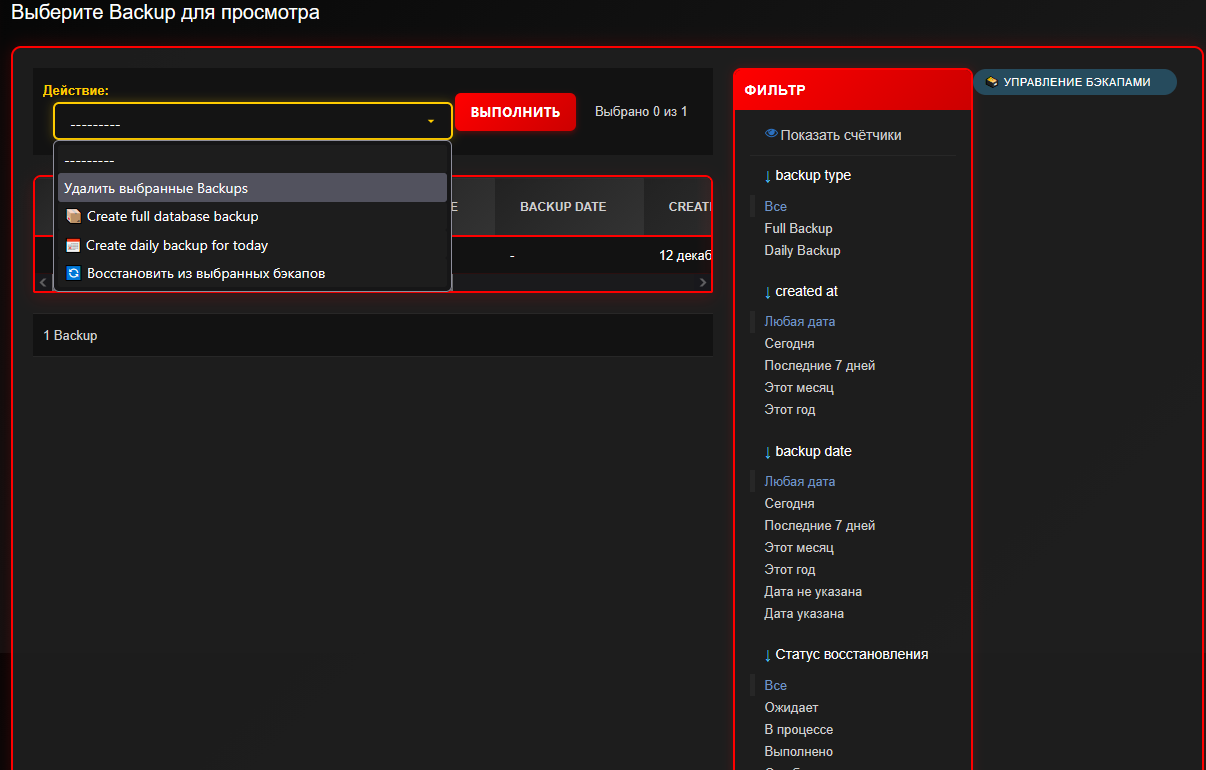 Выберите Backup для просмотра
Действие:
---------
ВЫПОЛНИТЬ
Выбрано 0 из 1
---------
Удалить выбранные Backups
Create full database backup
Create daily backup for today
Восстановить из выбранных бэкапов
E
BACKUP DATE
CREAT
-
12 декаб
1 Backup
ФИЛЬТР
Показать счётчики
↓ backup type
Все
Full Backup
Daily Backup
↓ created at
Любая дата
Сегодня
Последние 7 дней
Этот месяц
Этот год
↓ backup date
Любая дата
Сегодня
Последние 7 дней
Этот месяц
Этот год
Дата не указана
Дата указана
↓ Статус восстановления
Все
Ожидает
В процессе
Выполнено
УПРАВЛЕНИЕ БЭКАПАМИ